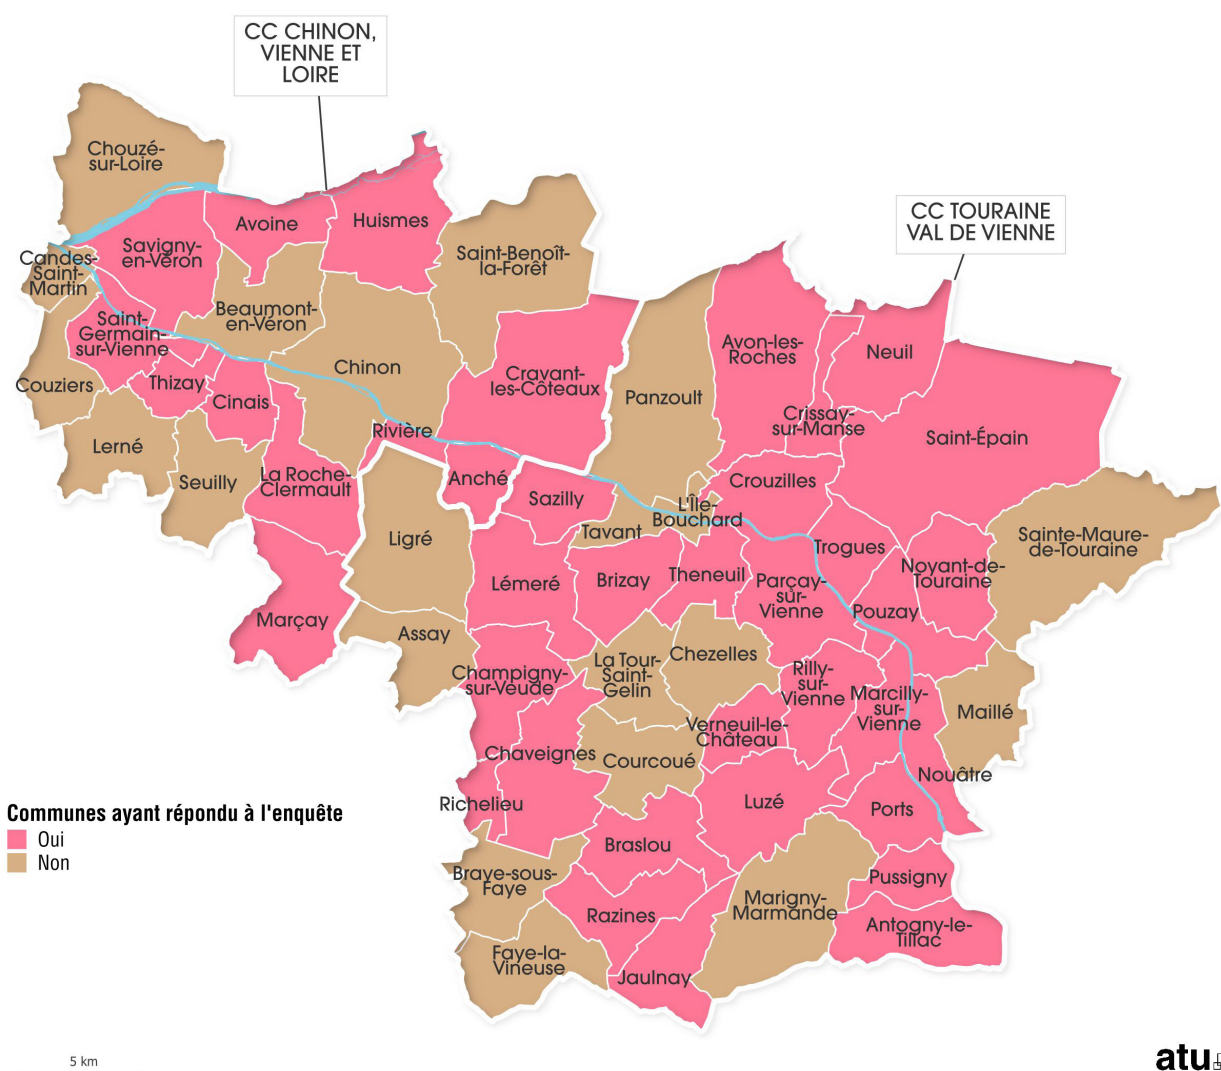 CC CHINON,
VIENNE ET
LOIRE
Chouzé-
sur-Loire
CC TOURAINE
VAL DE VIENNE
Avoine
Huismes
Savigny-
en-Véron
Saint-Benoît-
la-Forêt
Candes-
Saint-
Martin
Beaumont-
en-Véron
Saint-
Germain-
sur-Vienne
Avon-les-
Roches
Neuil
Chinon
Couziers
Thizay
Cinais
Cravant-
les-Côteaux
Panzoult
Crissay-
sur-Manse
Rivière
Saint-Épain
Lerné
Seuilly
La Roche-
Clermault
Anché
Sazilly
Crouzilles
L'Île-
Bouchard
Tavant
Ligré
Sainte-Maure-
de-Touraine
Trogues
Noyant-de-
Touraine
Lémeré
Brizay
Theneuil
Parçay-
sur-
Vienne
Pouzay
Marçay
Assay
Champigny-
sur-Veude
La Tour-
Saint-
Gelin
Chezelles
Rilly-
sur-
Vienne
Marcilly-
sur-
Vienne
Maillé
Verneuil-le-
Château
Chaveignes
Courcoué
Nouâtre
Richelieu
Luzé
Ports
Communes ayant répondu à l'enquête
Oui
Non
Braslou
Braye-sous-
Faye
Pussigny
Marigny-
Marmande
Razines
Antogny-le-
Tillac
Faye-la-
Vineuse
Jaulnay
5 km
atu